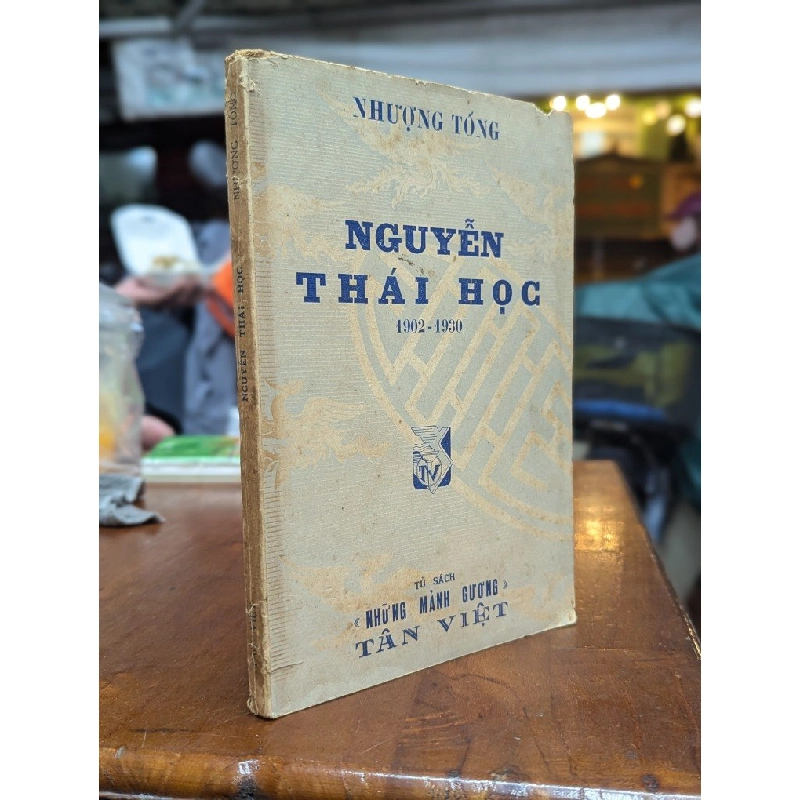 NHƯỢNG TỐNG
NGUYỄN
THÁI HỌC
1902-1930
TV
TỦ SÁCH
« NHỮNG MẢNH GƯƠNG »
TÂN VIỆT
NGUYỄN THÁI HỌC
NHƯỢNG TỐNG